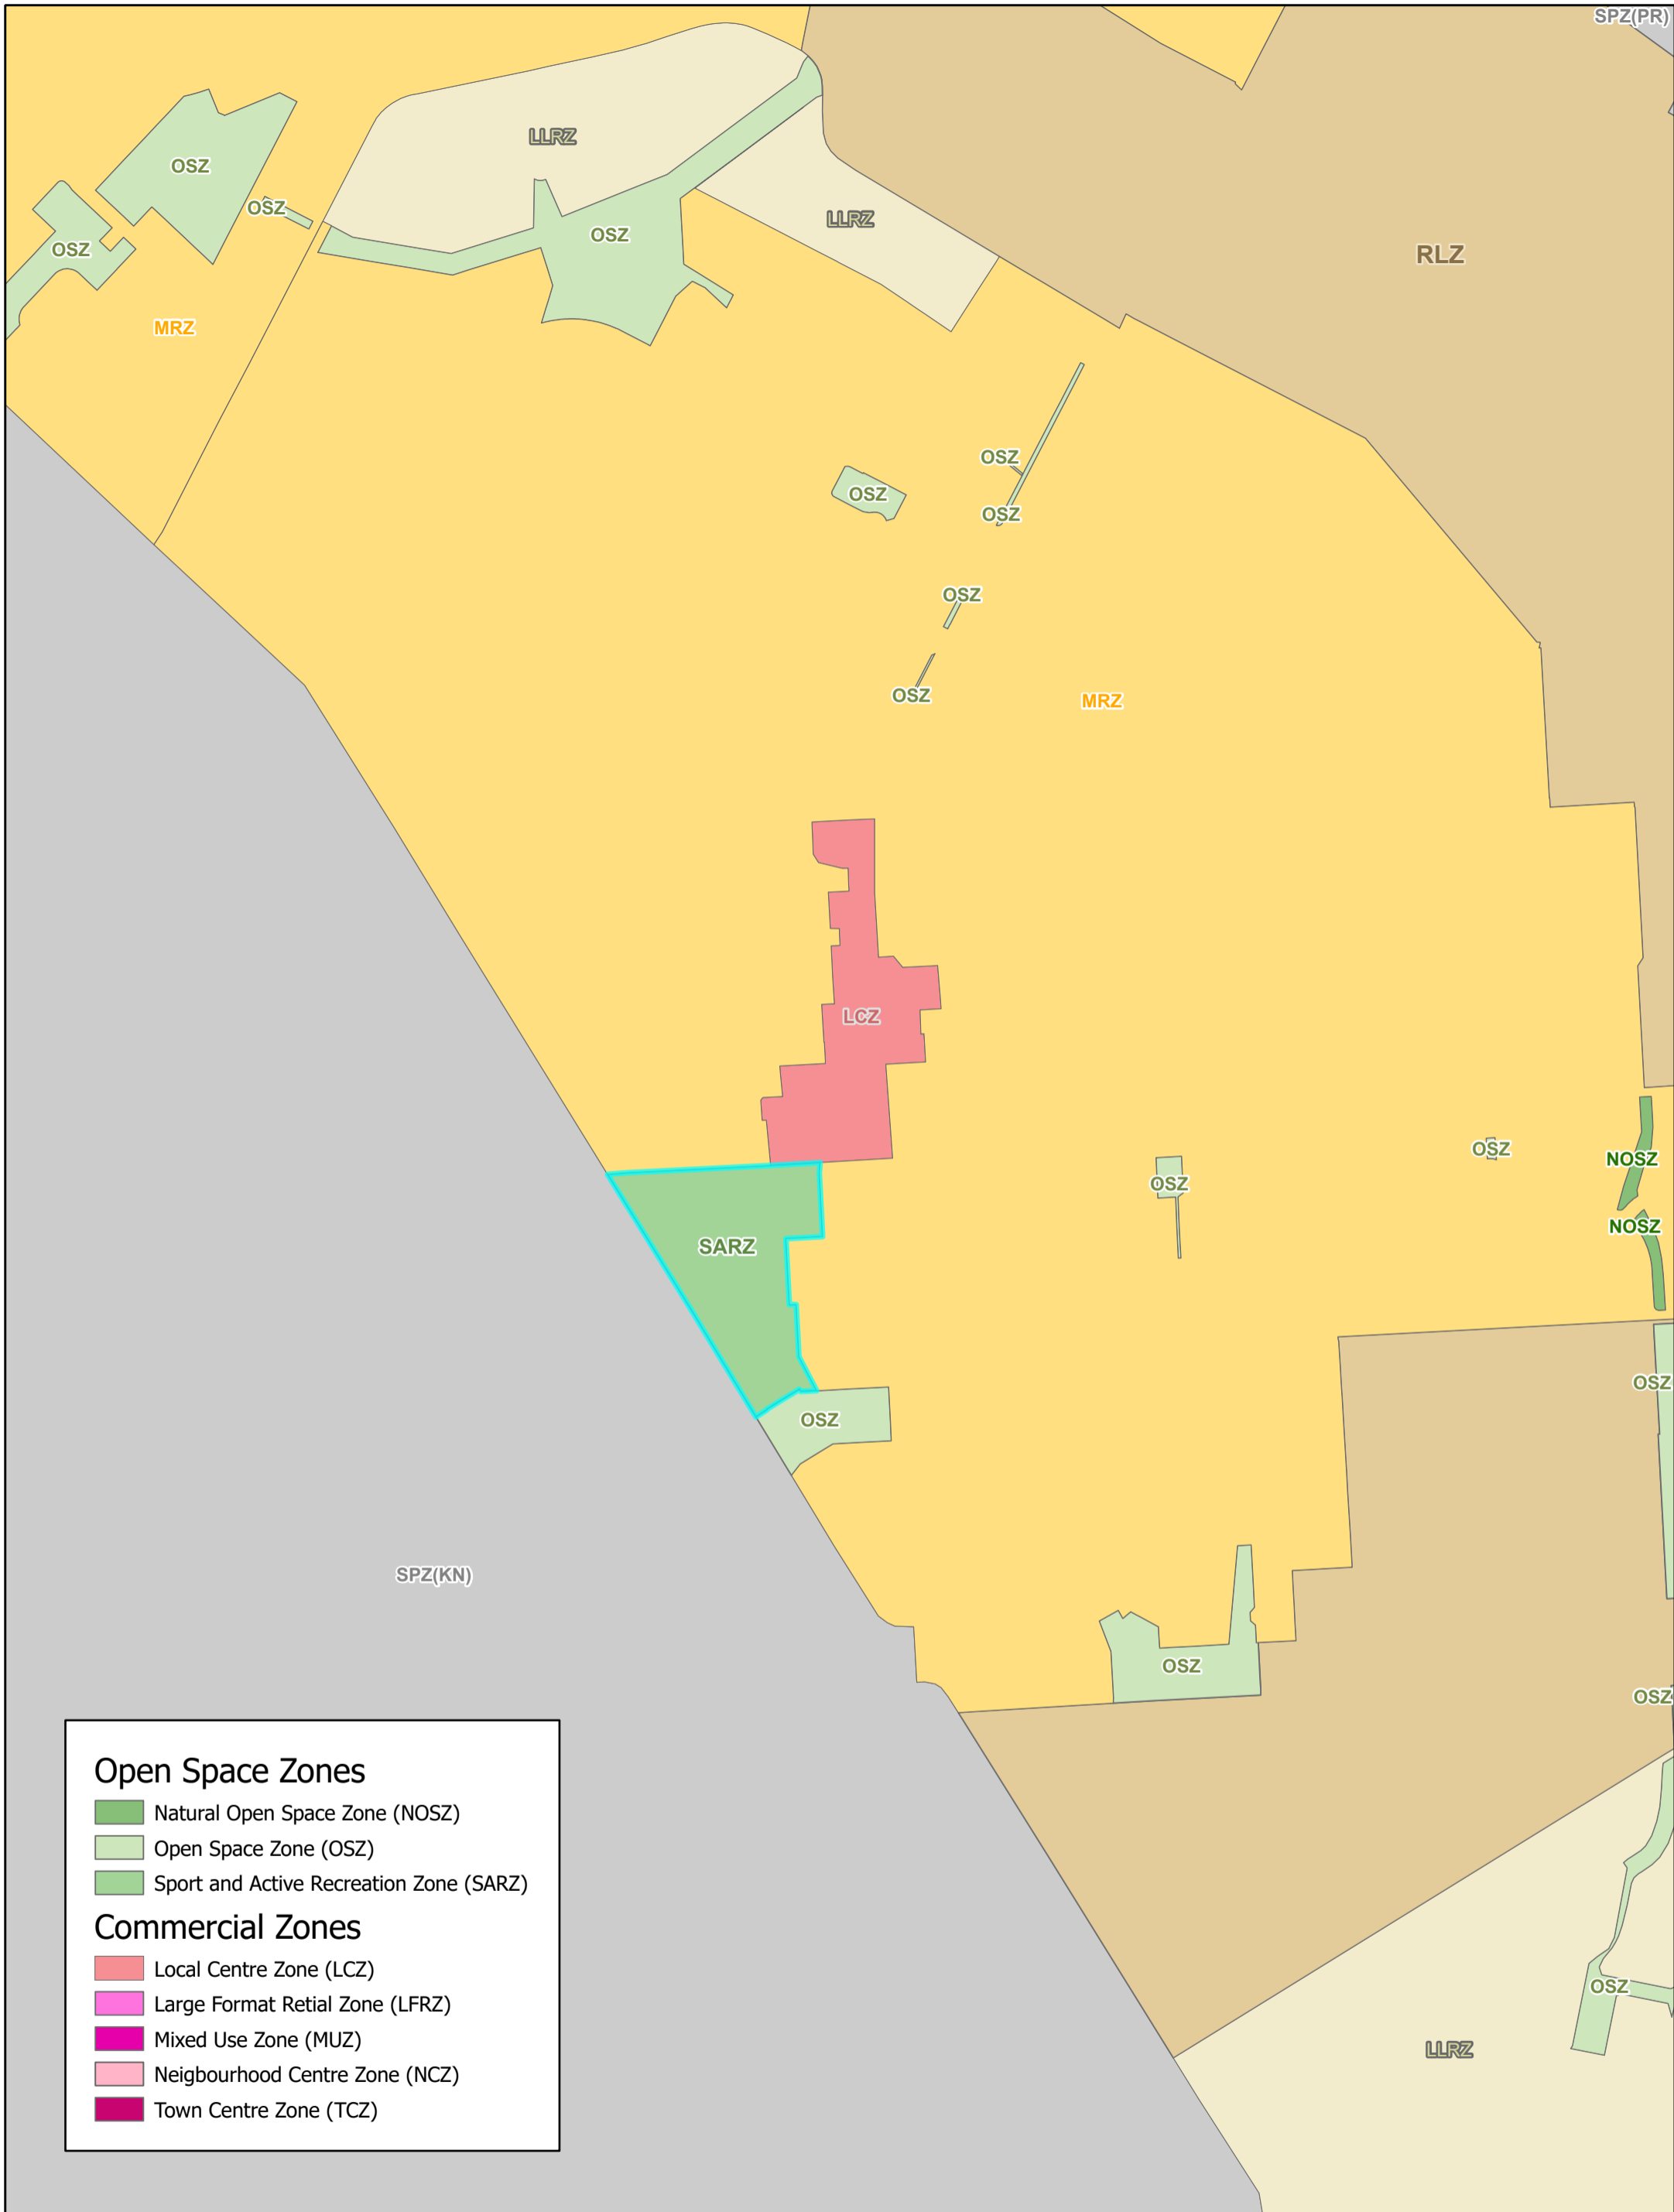 SPZ(PR)
LLRZ
OSZ
OSZ
LLRZ
OSZ
OSZ
RLZ
MRZ
OSZ
OSZ
OSZ
OSZ
OSZ
OSZ
MRZ
LCZ
OSZ
NOSZ
OSZ
NOSZ
SARZ
OSZ
OSZ
SPZ(KN)
OSZ
OSZ
OSZ
LLRZ
Open Space Zones
Natural Open Space Zone (NOSZ)
Open Space Zone (OSZ)
Sport and Active Recreation Zone (SARZ)
Commercial Zones
Local Centre Zone (LCZ)
Large Format Retial Zone (LFRZ)
Mixed Use Zone (MUZ)
Neigbourhood Centre Zone (NCZ)
Town Centre Zone (TCZ)